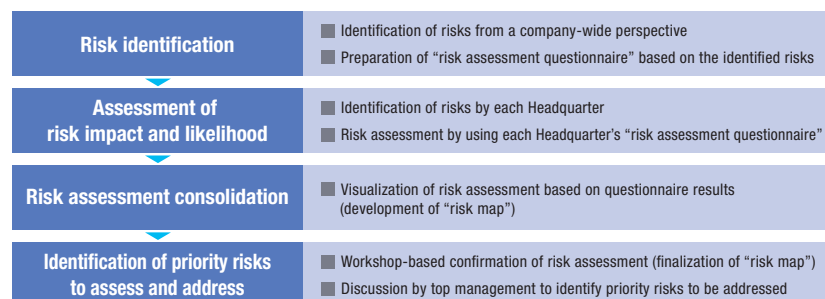 Risk identification
■ Identification of risks from a company-wide perspective
■ Preparation of “risk assessment questionnaire” based on the identified risks
Assessment of
risk impact and likelihood
■ Identification of risks by each Headquarter
■ Risk assessment by using each Headquarter’s “risk assessment questionnaire”
Risk assessment consolidation
■ Visualization of risk assessment based on questionnaire results
(development of “risk map”)
Identification of priority risks
to assess and address
■ Workshop-based confirmation of risk assessment (finalization of “risk map”)
■ Discussion by top management to identify priority risks to be addressed